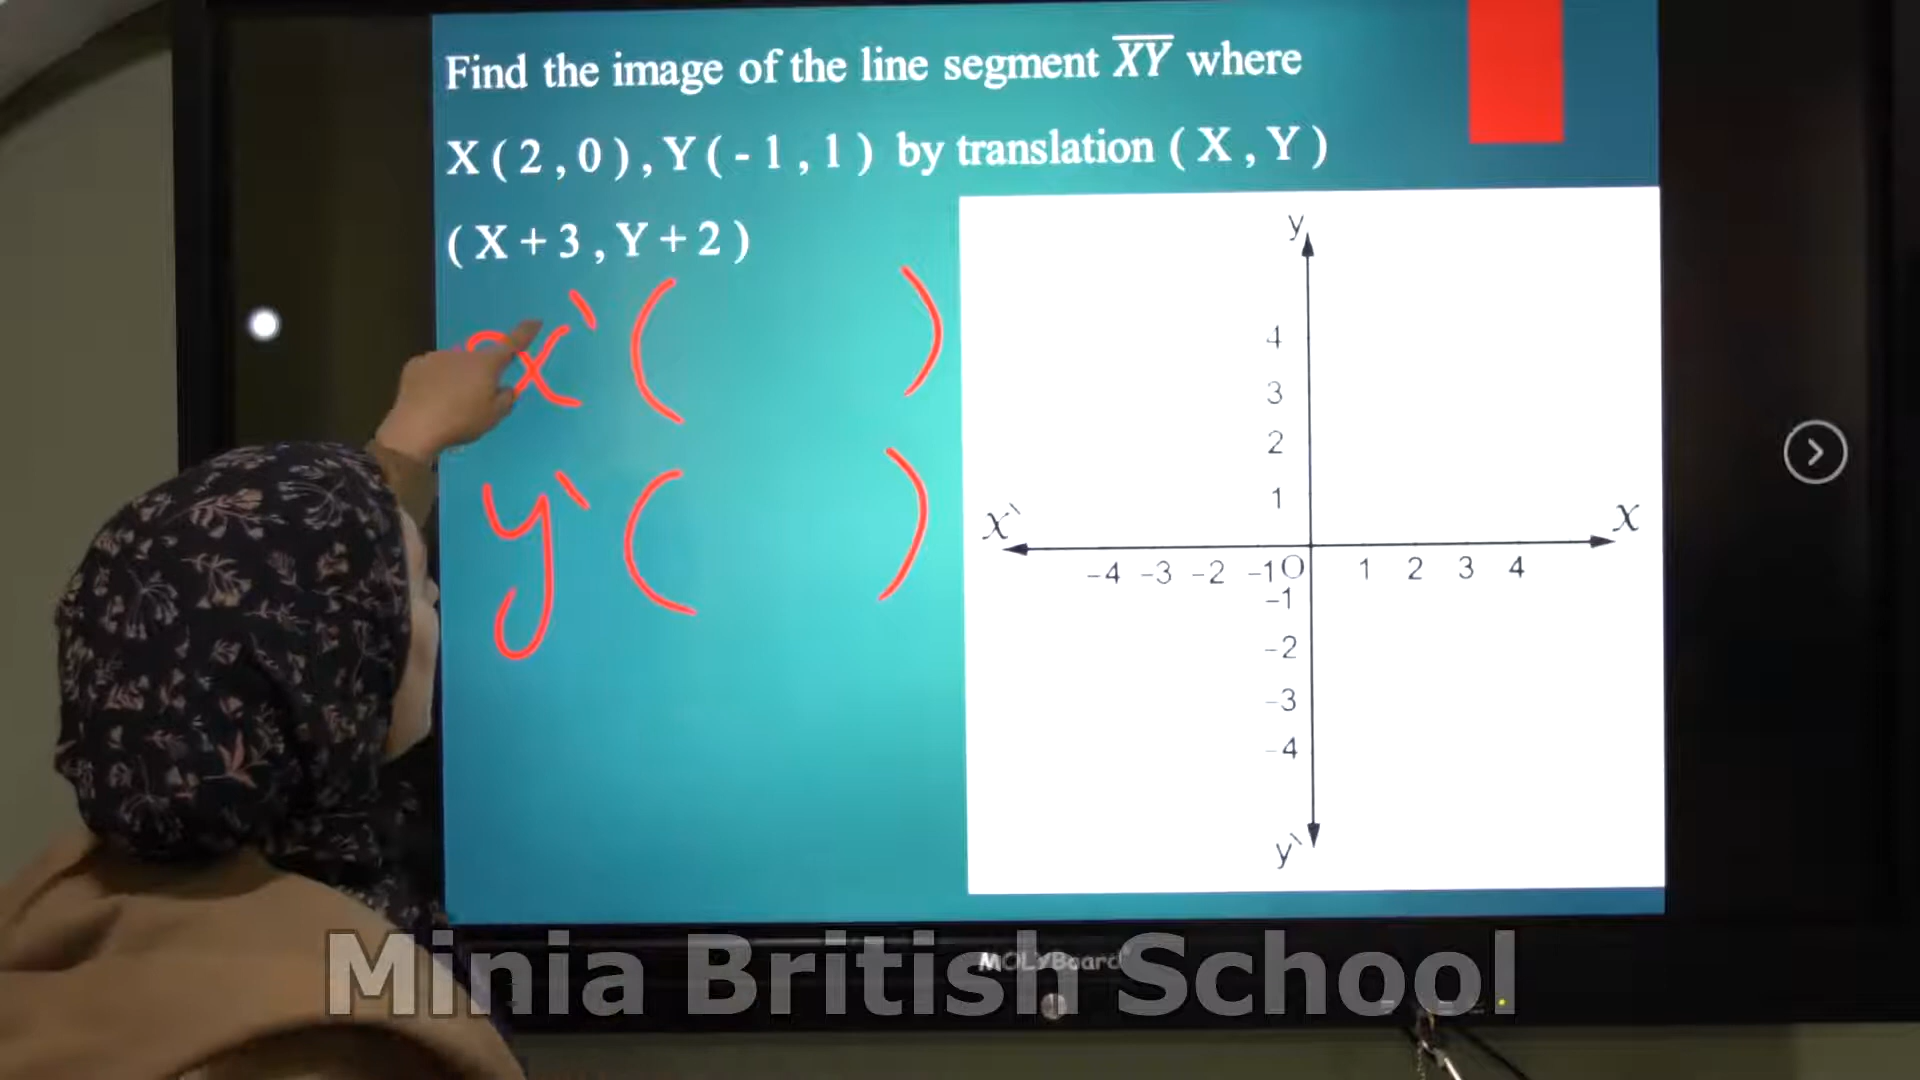 Find the image of the line segment XY where
X ( 2 , 0 ) , Y ( - 1 , 1 ) by translation ( X , Y )
( X + 3 , Y + 2 )
x' ( )
y' ( )
y
4
3
2
1
x' x
-4 -3 -2 -1 O 1 2 3 4
-1
-2
-3
-4
y'
MOLYBoard
Minia British School